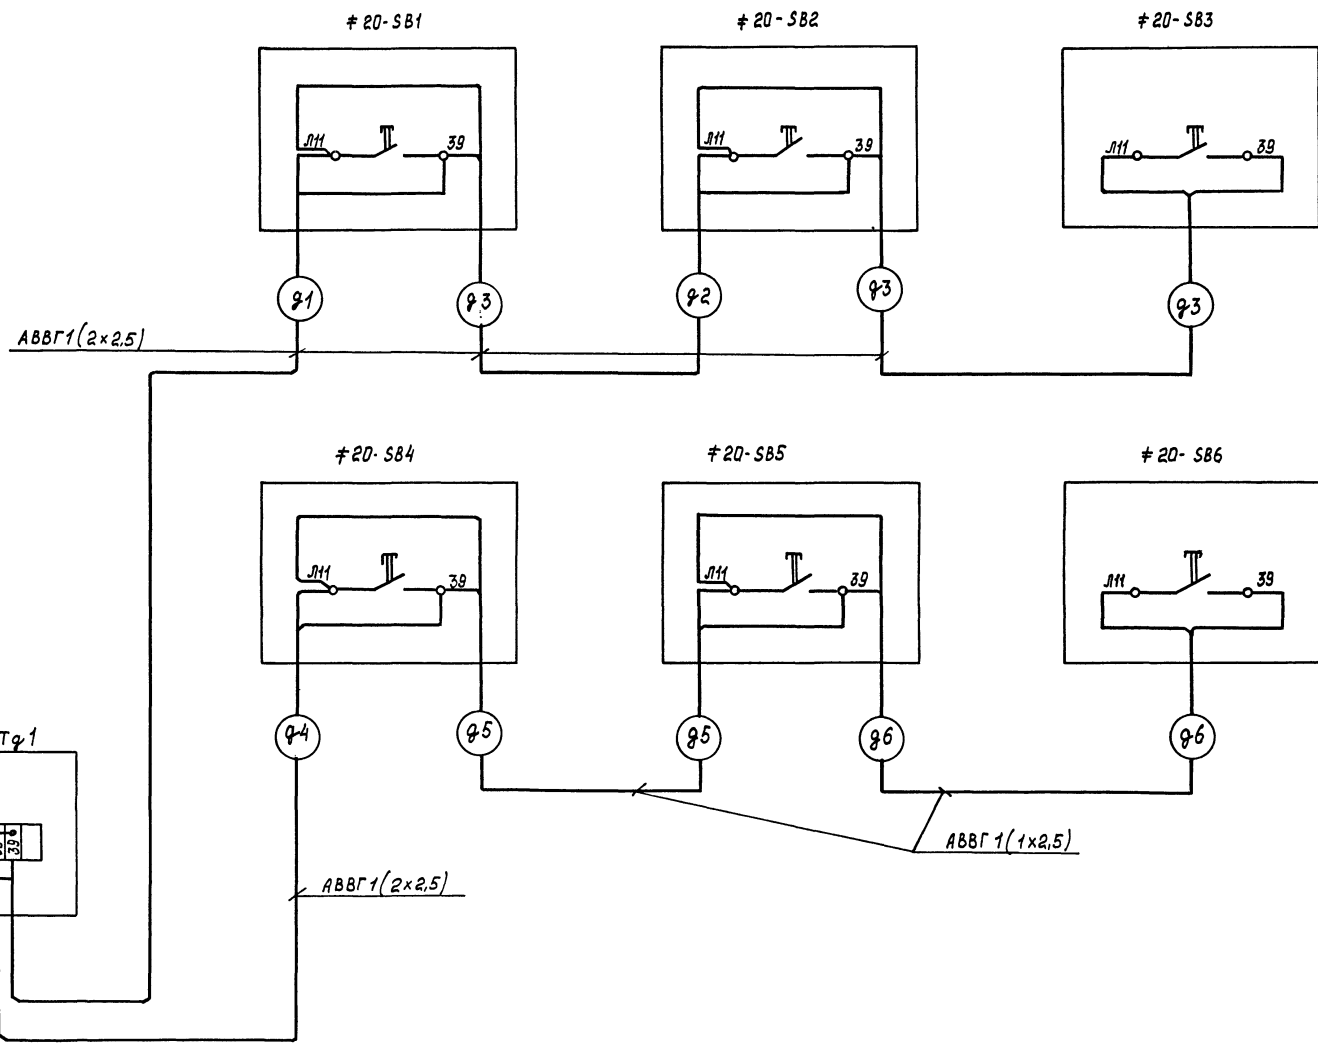 ≠20-SB1
≠20-SB2
≠20-SB3
Л11 39
Л11 39
Л11 39
g1
g3
g2
g3
g3
АВВГ1(2×2,5)
≠20-SB4
≠20-SB5
≠20-SB6
Л11 39
Л11 39
Л11 39
g4
g5
g5
g6
g6
Тg1
39
АВВГ1(1×2,5)
АВВГ1(2×2,5)